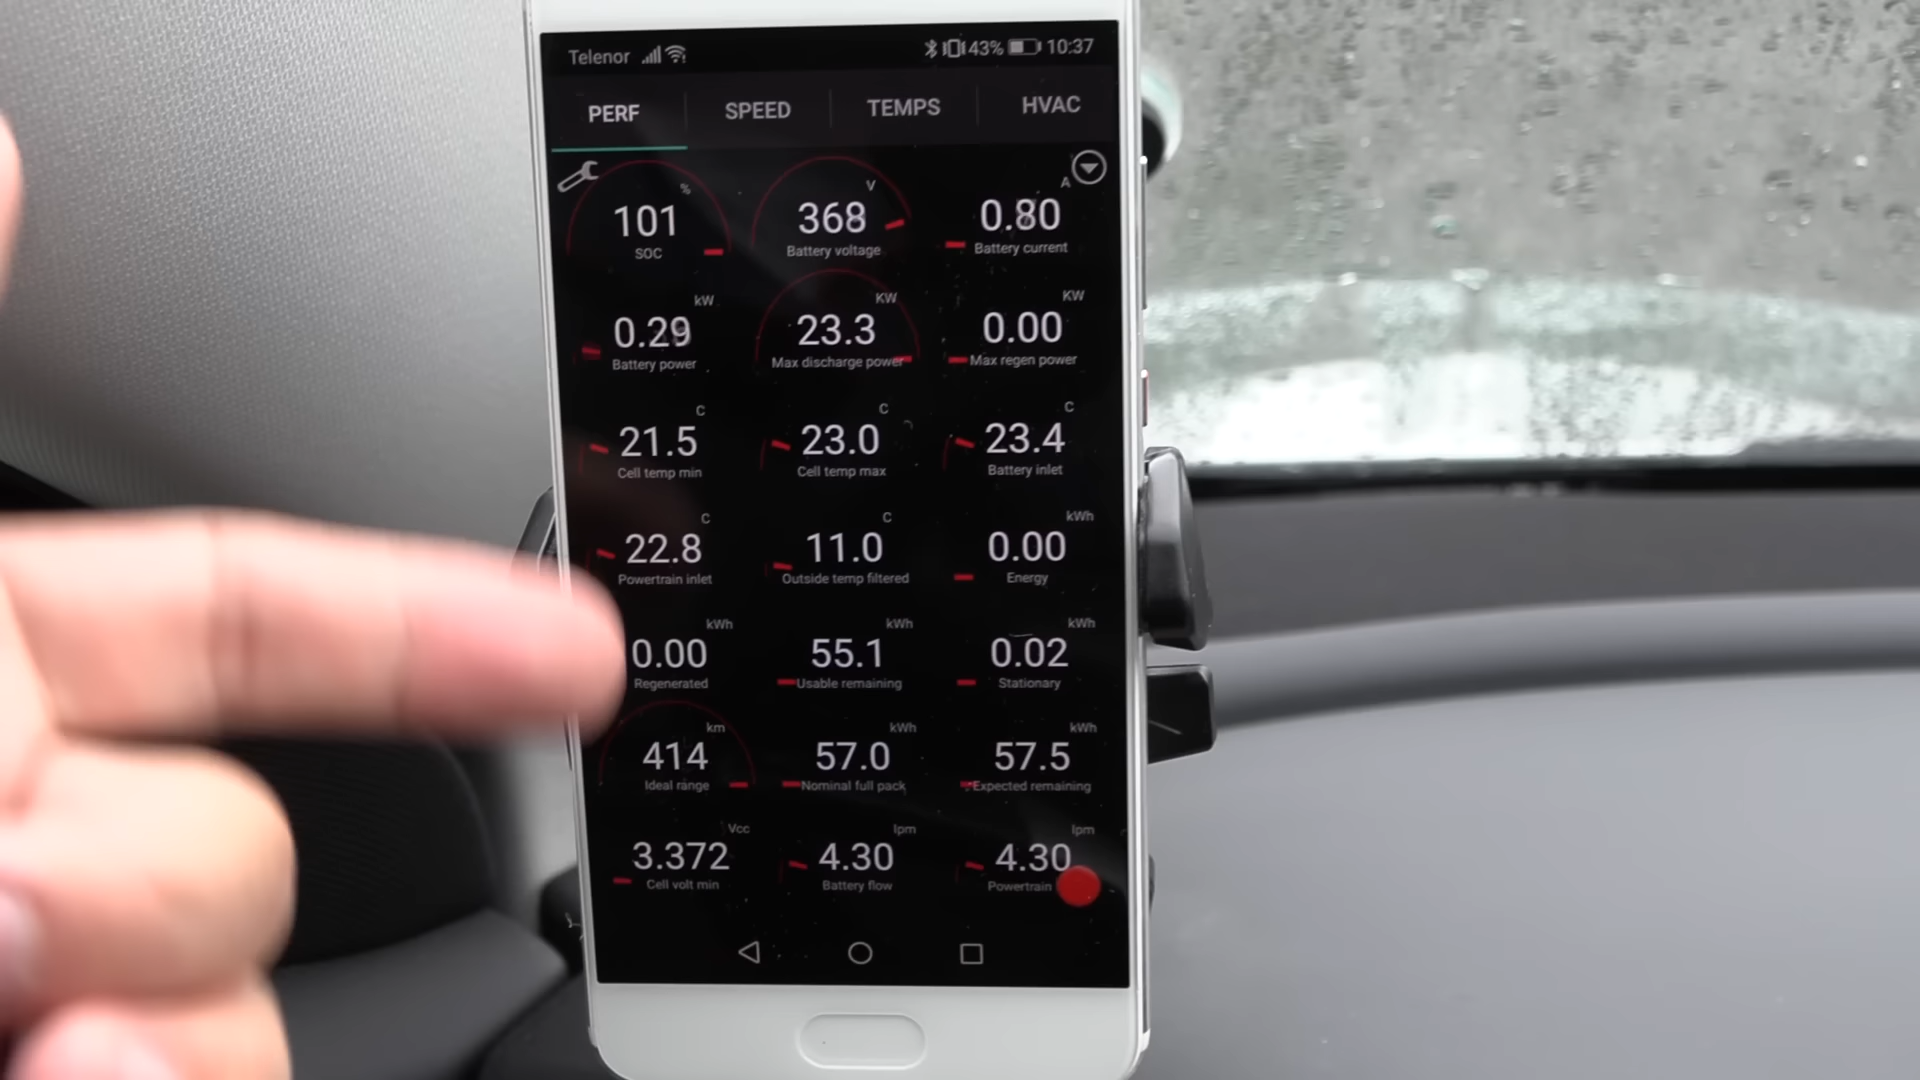 Telenor 43% 10:37
PERF SPEED TEMPS HVAC
% V A
101 368 0.80
SOC Battery voltage Battery current
kW KW KW
0.29 23.3 0.00
Battery power Max discharge power Max regen power
C C C
21.5 23.0 23.4
Cell temp min Cell temp max Battery inlet
C C kWh
22.8 11.0 0.00
Powertrain inlet Outside temp filtered Energy
kWh kWh kWh
0.00 55.1 0.02
Regenerated Usable remaining Stationary
km kWh kWh
414 57.0 57.5
Ideal range Nominal full pack Expected remaining
Vcc lpm lpm
3.372 4.30 4.30
Cell volt min Battery flow Powertrain